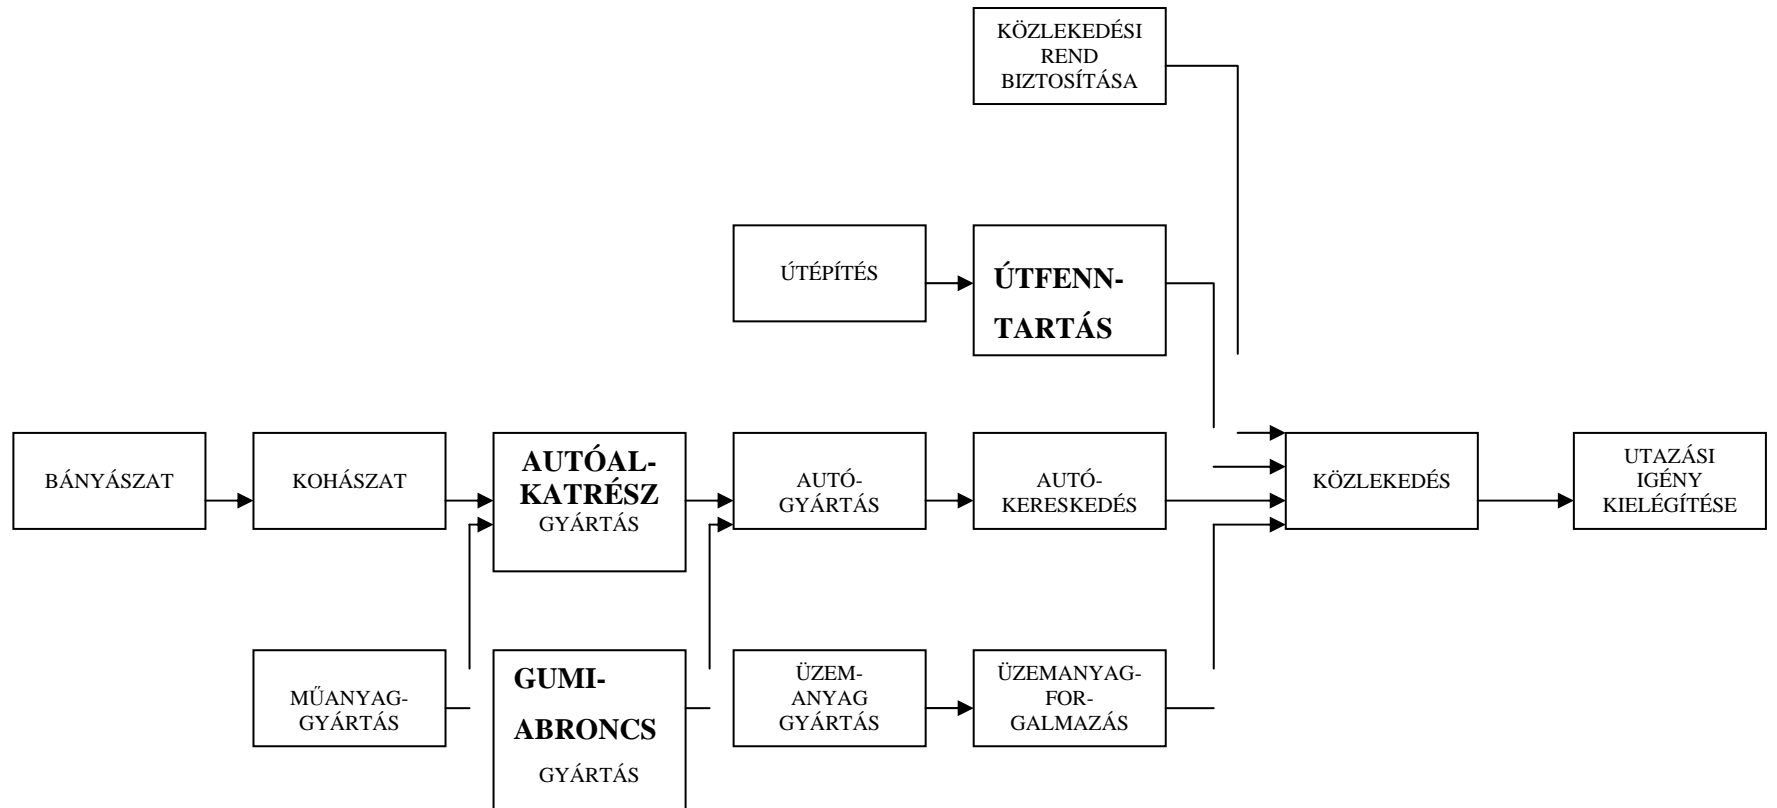 KÖZLEKEDÉSI
REND
BIZTOSÍTÁSA
ÚTÉPÍTÉS
ÚTFENN-
TARTÁS
BÁNYÁSZAT
KOHÁSZAT
AUTÓAL-
KATRÉSZ
GYÁRTÁS
AUTÓ-
GYÁRTÁS
AUTÓ-
KERESKEDÉS
KÖZLEKEDÉS
UTAZÁSI
IGÉNY
KIELÉGÍTÉSE
MŰANYAG-
GYÁRTÁS
GUMI-
ABRONCS
GYÁRTÁS
ÜZEM-
ANYAG
GYÁRTÁS
ÜZEMANYAG-
FOR-
GALMAZÁS